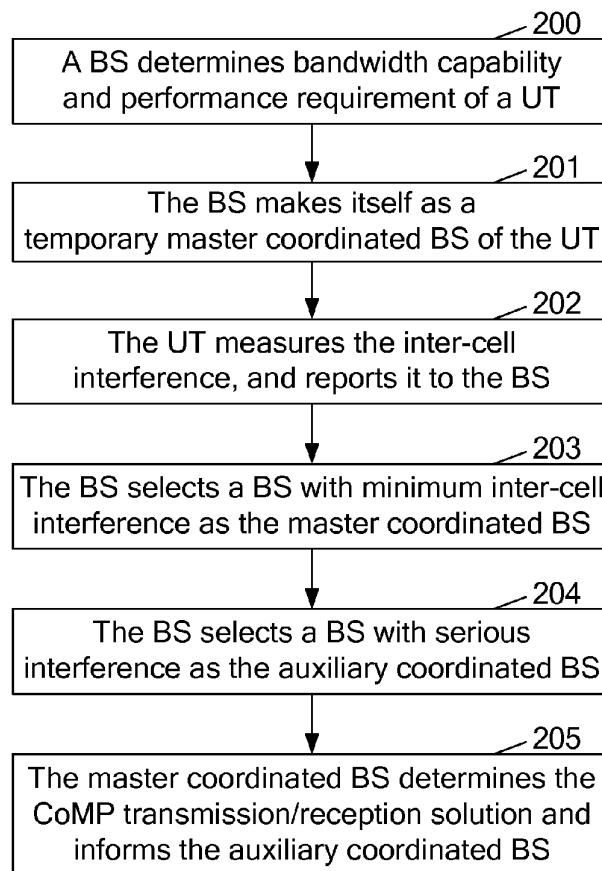 200
A BS determines bandwidth capability
and performance requirement of a UT
201
The BS makes itself as a
temporary master coordinated BS of the UT
202
The UT measures the inter-cell
interference, and reports it to the BS
203
The BS selects a BS with minimum inter-cell
interference as the master coordinated BS
204
The BS selects a BS with serious
interference as the auxiliary coordinated BS
205
The master coordinated BS determines the
CoMP transmission/reception solution and
informs the auxiliary coordinated BS